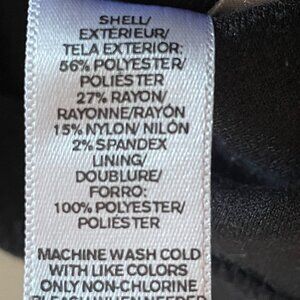 SHELL/
EXTÉRIEUR/
TELA EXTERIOR:
56% POLYESTER/
POLIESTER
27% RAYON/
RAYONNE/RAYÓN
15% NYLON/ NILÓN
2% SPANDEX
LINING/
DOUBLURE/
FORRO:
100% POLYESTER/
POLIÉSTER
MACHINE WASH COLD
WITH LIKE COLORS
ONLY NON-CHLORINE